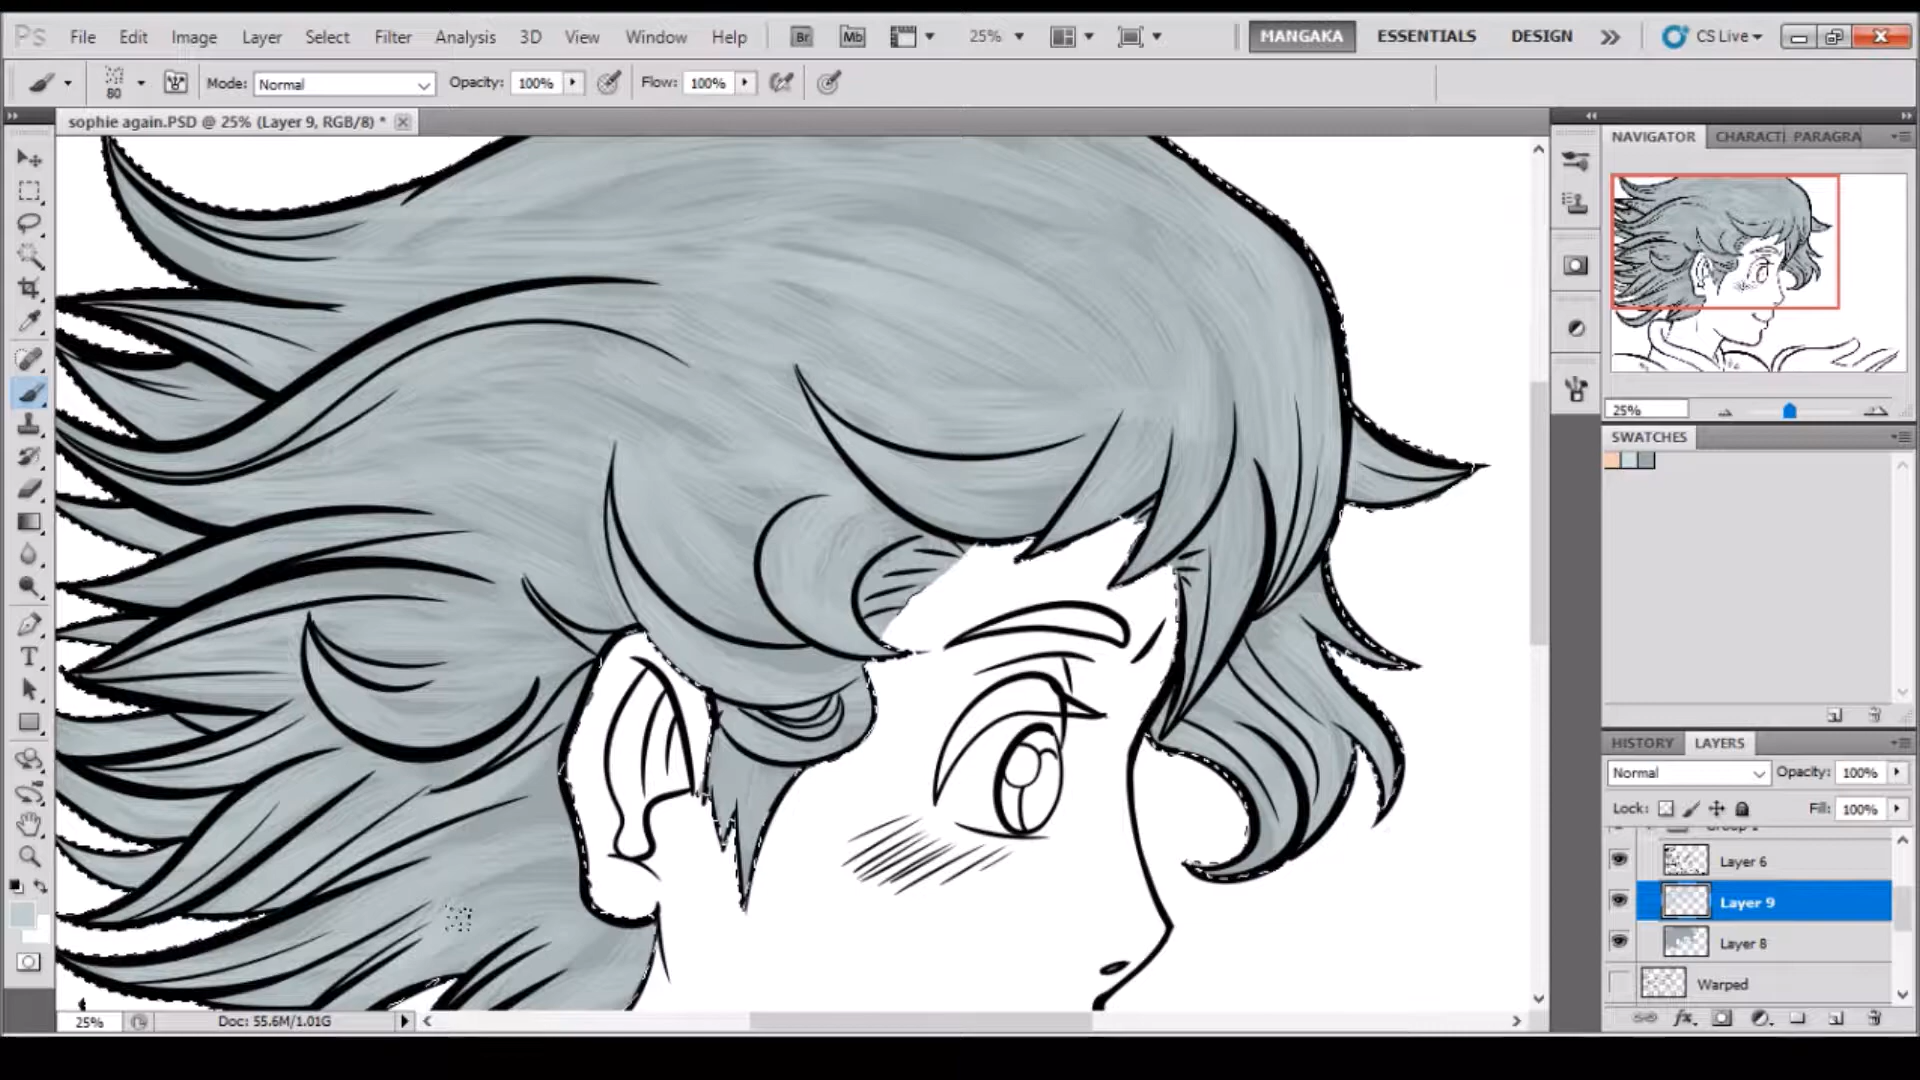 Ps File Edit Image Layer Select Filter Analysis 3D View Window Help Br Mb 25% MANGAKA ESSENTIALS DESIGN CS Live
80 Mode: Normal Opacity: 100% Flow: 100%
sophie again.PSD @ 25% (Layer 9, RGB/8) *
NAVIGATOR CHARACTI PARAGRA
25%
SWATCHES
HISTORY LAYERS
Normal Opacity: 100%
Lock: Fill: 100%
Layer 6
Layer 9
Layer 8
Warped
T
fx
25% Doc: 55.6M/1.01G